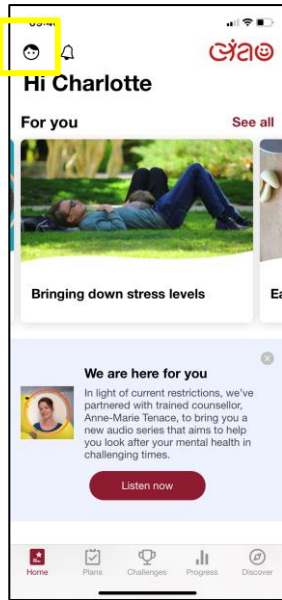 ciao
Hi Charlotte
For you See all
Bringing down stress levels
Ea
We are here for you
In light of current restrictions, we've
partnered with trained counsellor,
Anne-Marie Tenace, to bring you a
new audio series that aims to help
you look after your mental health in
challenging times.
Listen now
Home Plans Challenges Progress Discover